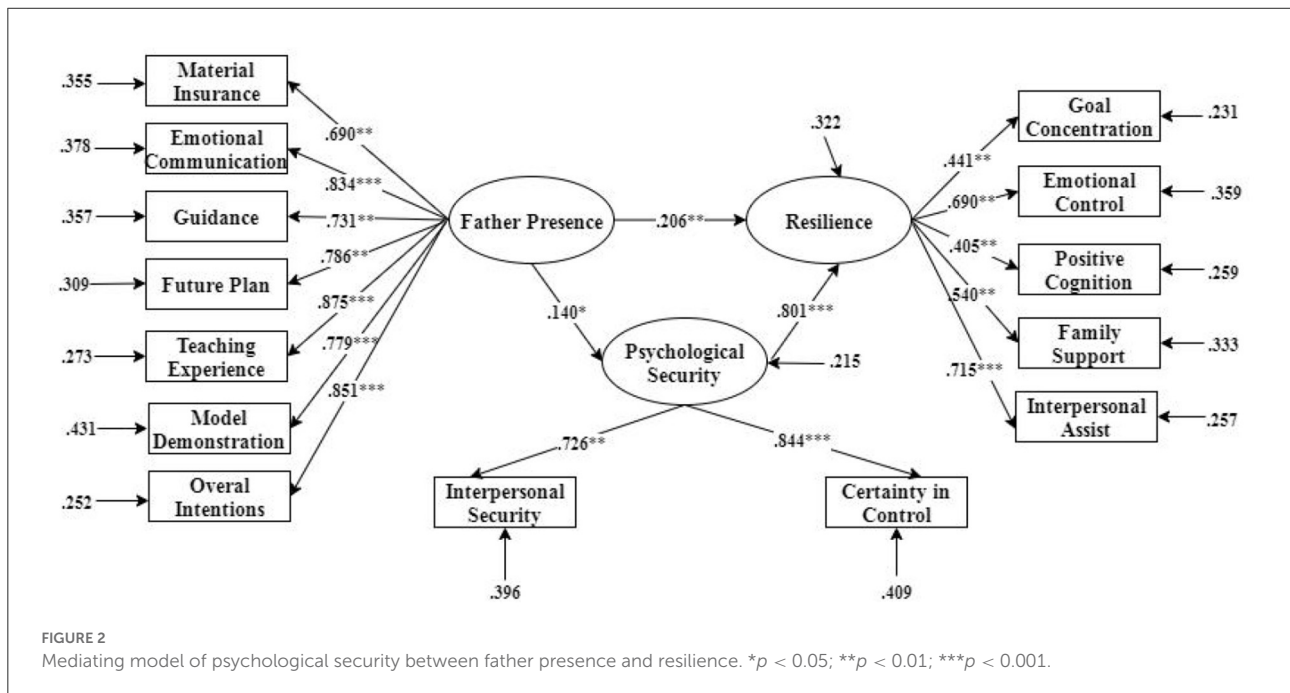 .355
Material
Insurance
.378
Emotional
Communication
.357
Guidance
.309
Future Plan
.273
Teaching
Experience
.431
Model
Demonstration
.252
Overal
Intentions
.690**
.834***
.731**
.786**
.875***
.779***
.851***
Father Presence
.206**
.140*
.322
Resilience
.801***
Psychological
Security
.215
.726**
.844***
Interpersonal
Security
.396
Certainty in
Control
.409
.441**
.690**
.405**
.540**
.715***
Goal
Concentration
.231
Emotional
Control
.359
Positive
Cognition
.259
Family
Support
.333
Interpersonal
Assist
.257
FIGURE 2
Mediating model of psychological security between father presence and resilience. *p < 0.05; **p < 0.01; ***p < 0.001.